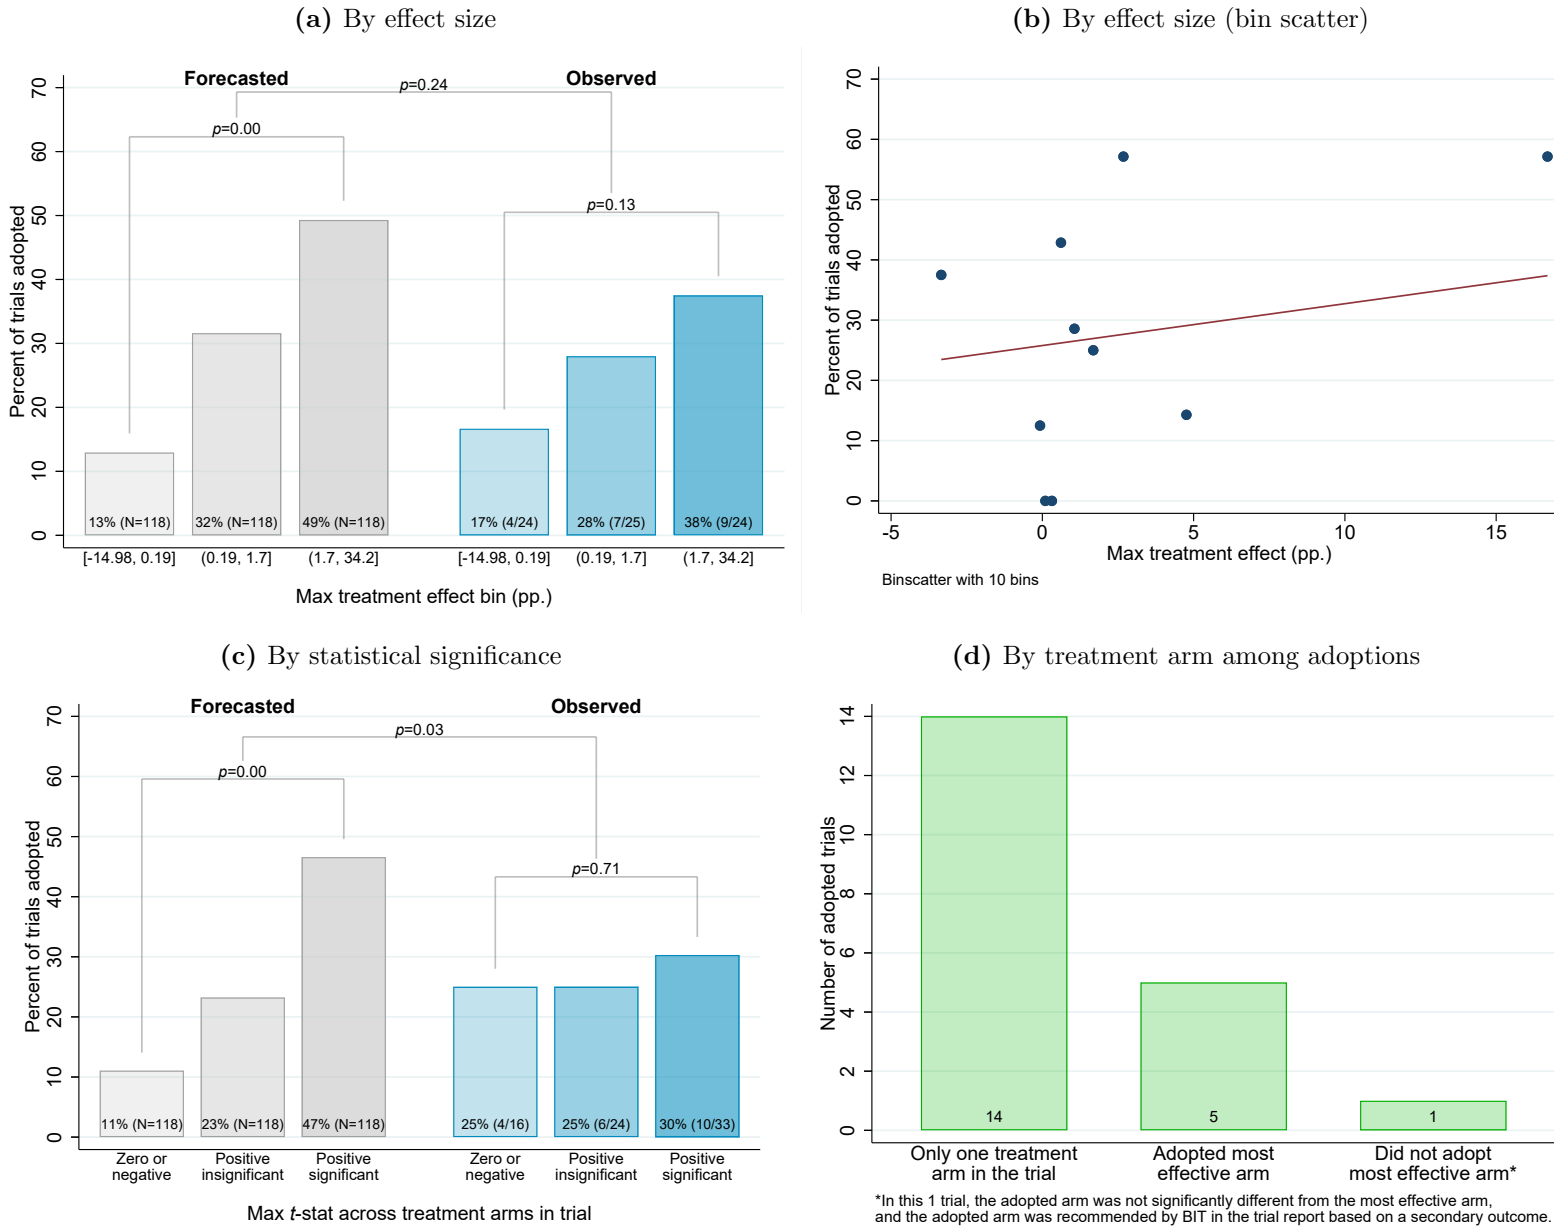 (a) By effect size
Forecasted
Observed
p=0.24
p=0.00
p=0.13
Percent of trials adopted
0
10
20
30
40
50
60
70
13% (N=118)
32% (N=118)
49% (N=118)
17% (4/24)
28% (7/25)
38% (9/24)
[-14.98, 0.19]
(0.19, 1.7]
(1.7, 34.2]
[-14.98, 0.19]
(0.19, 1.7]
(1.7, 34.2]
Max treatment effect bin (pp.)
(b) By effect size (bin scatter)
Percent of trials adopted
0
10
20
30
40
50
60
70
-5
0
5
10
15
Max treatment effect (pp.)
Binscatter with 10 bins
(c) By statistical significance
Forecasted
Observed
p=0.03
p=0.00
p=0.71
Percent of trials adopted
0
10
20
30
40
50
60
70
11% (N=118)
23% (N=118)
47% (N=118)
25% (4/16)
25% (6/24)
30% (10/33)
Zero or
negative
Positive
insignificant
Positive
significant
Zero or
negative
Positive
insignificant
Positive
significant
Max t-stat across treatment arms in trial
(d) By treatment arm among adoptions
Number of adopted trials
0
2
4
6
8
10
12
14
14
5
1
Only one treatment
arm in the trial
Adopted most
effective arm
Did not adopt
most effective arm*
*In this 1 trial, the adopted arm was not significantly different from the most effective arm,
and the adopted arm was recommended by BIT in the trial report based on a secondary outcome.